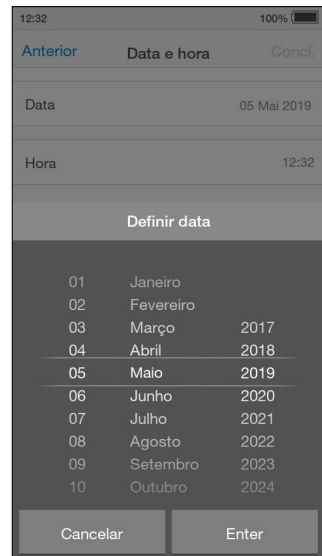 12:32 100%
Anterior Data e hora Concl.
Data 05 Mai 2019
Hora 12:32
Definir data
01 Janeiro
02 Fevereiro
03 Março 2017
04 Abril 2018
05 Maio 2019
06 Junho 2020
07 Julho 2021
08 Agosto 2022
09 Setembro 2023
10 Outubro 2024
Cancelar Enter